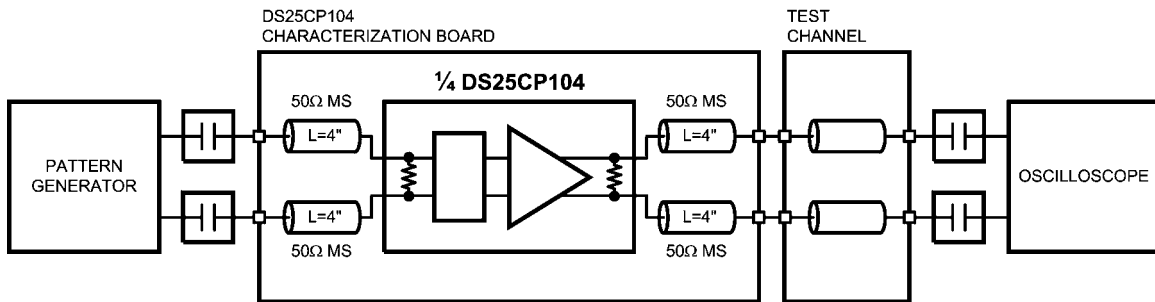 DS25CP104
CHARACTERIZATION BOARD
TEST
CHANNEL
¼ DS25CP104
50Ω MS
50Ω MS
L=4"
L=4"
PATTERN
GENERATOR
OSCILLOSCOPE
L=4"
L=4"
50Ω MS
50Ω MS